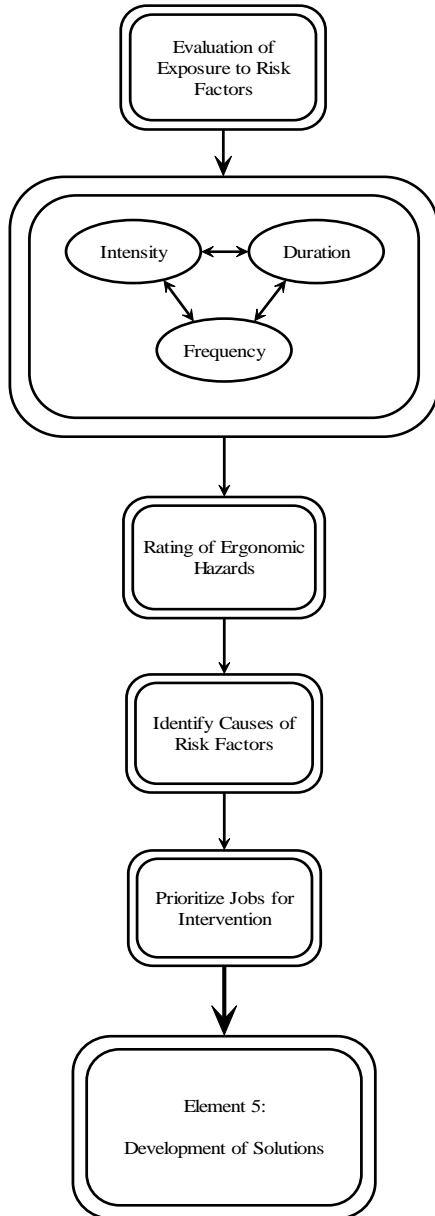 Evaluation of
Exposure to Risk
Factors
Intensity
Duration
Frequency
Rating of Ergonomic
Hazards
Identify Causes of
Risk Factors
Prioritize Jobs for
Intervention
Element 5:
Development of Solutions